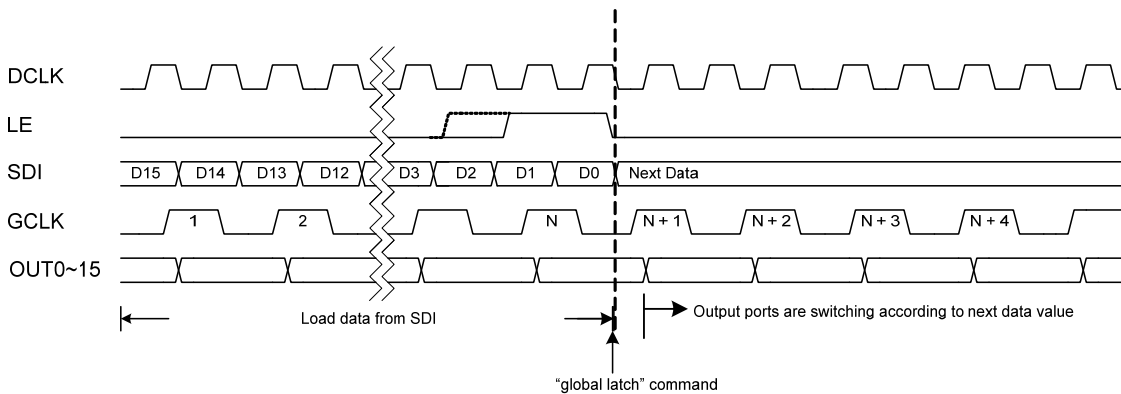 DCLK
LE
SDI D15 D14 D13 D12 D3 D2 D1 D0 Next Data
GCLK 1 2 N N + 1 N + 2 N + 3 N + 4
OUT0~15
Load data from SDI
Output ports are switching according to next data value
“global latch” command